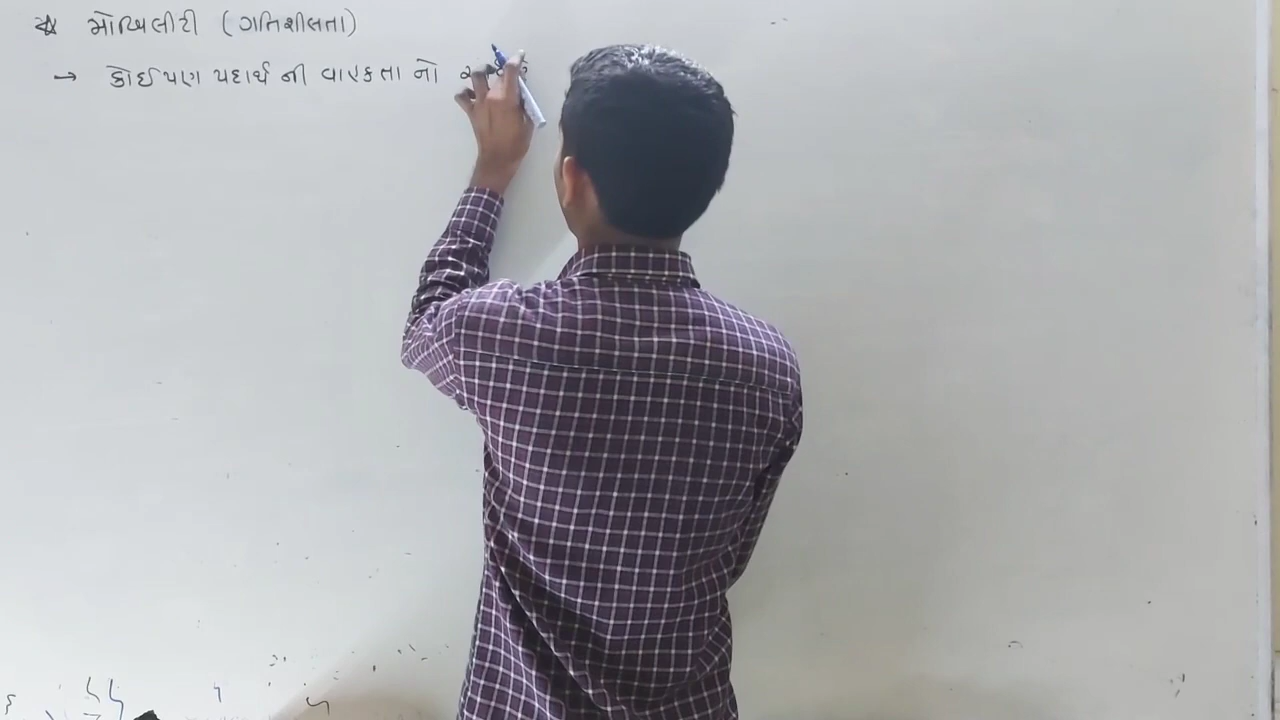 * મોબિલીટી (ગતિશીલતા)
→ કોઈપણ પદાર્થ ની વાહકતા નો